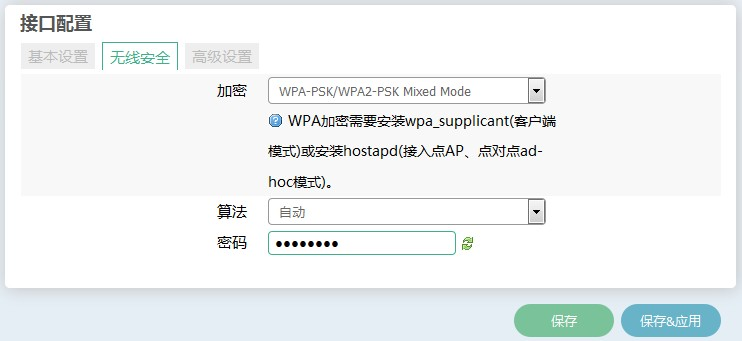 接口配置
基本设置 无线安全 高级设置
加密 WPA-PSK/WPA2-PSK Mixed Mode
WPA加密需要安装wpa_supplicant(客户端
模式)或安装hostapd(接入点AP、点对点ad-
hoc模式)。
算法 自动
密码 ●●●●●●●●
保存 保存&应用